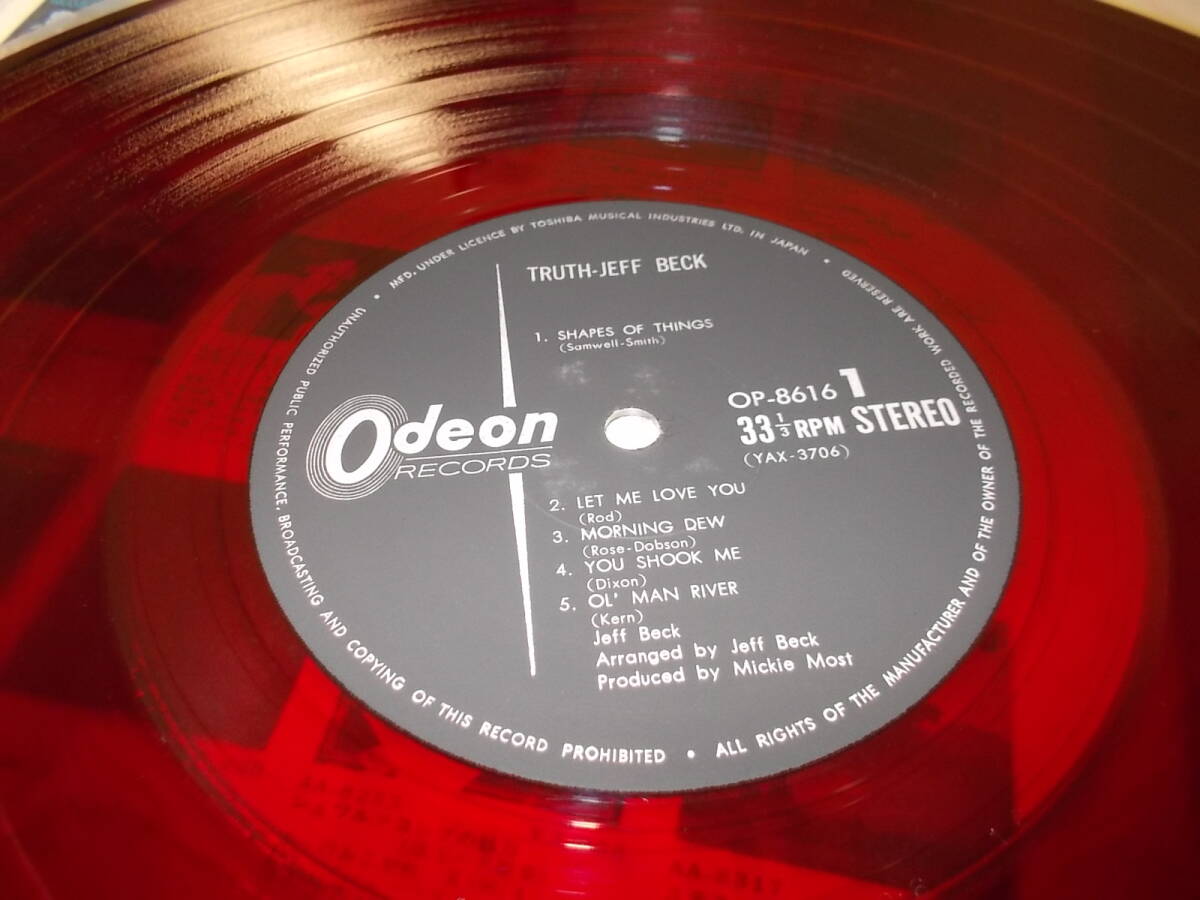 MFD. UNDER LICENCE BY TOSHIBA MUSICAL INDUSTRIES LTD. IN JAPAN
TRUTH-JEFF BECK
1. SHAPES OF THINGS
(Samwell-Smith)
Odeon
RECORDS
OP-8616 1
33 1/3 RPM STEREO
(YAX-3706)
2. LET ME LOVE YOU
(Rod)
3. MORNING DEW
(Rose-Dobson)
4. YOU SHOOK ME
(Dixon)
5. OL' MAN RIVER
(Kern)
Jeff Beck
Arranged by Jeff Beck
Produced by Mickie Most
UNAUTHORIZED PUBLIC PERFORMANCE, BROADCASTING AND COPYING OF THIS RECORD PROHIBITED • ALL RIGHTS OF THE MANUFACTURER AND OF THE OWNER OF THE RECORDED WORK ARE RESERVED •